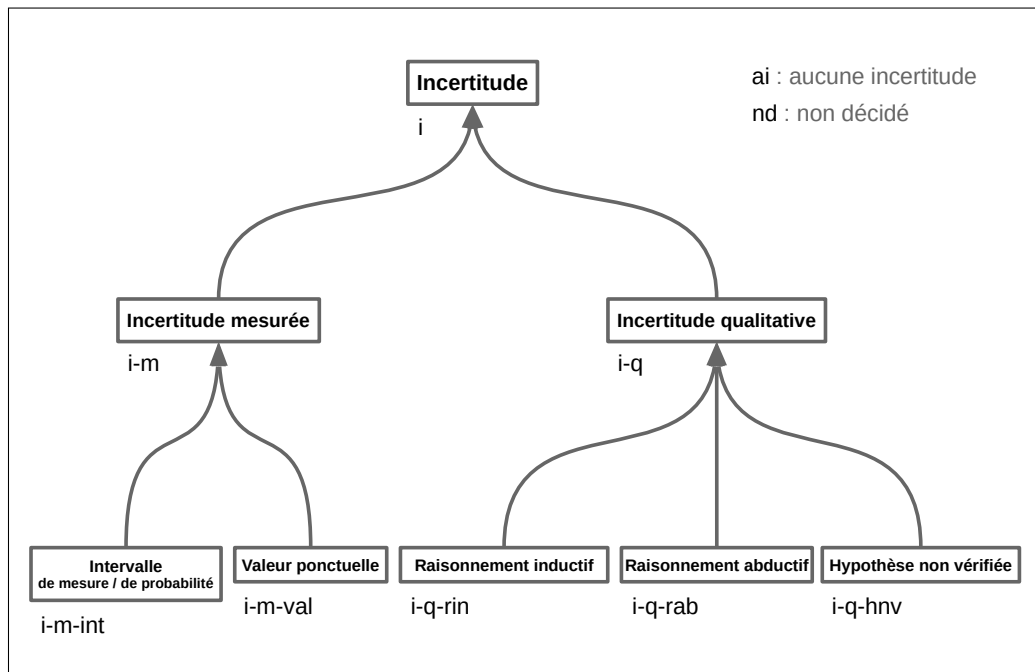 Incertitude
i
ai : aucune incertitude
nd : non décidé
Incertitude mesurée
i-m
Incertitude qualitative
i-q
Intervalle
de mesure / de probabilité
i-m-int
Valeur ponctuelle
i-m-val
Raisonnement inductif
i-q-rin
Raisonnement abductif
i-q-rab
Hypothèse non vérifiée
i-q-hnv